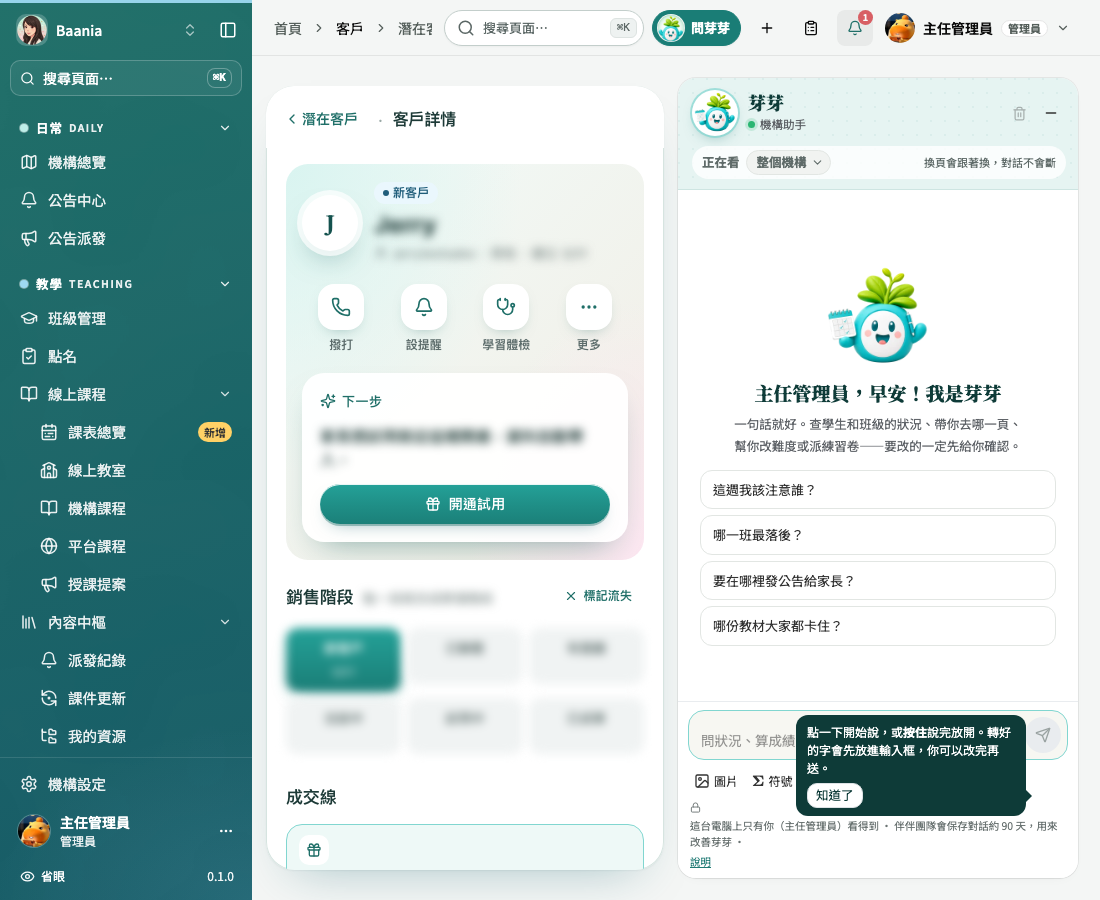 Baania
搜尋頁面⋯
⌘K
日常 DAILY
機構總覽
公告中心
公告派發
教學 TEACHING
班級管理
點名
線上課程
課表總覽
新增
線上教室
機構課程
平台課程
授課提案
內容中樞
派發紀錄
課件更新
我的資源
機構設定
主任管理員
管理員
省眼
0.1.0
首頁
客戶
潛在客
搜尋頁面⋯
⌘K
問芽芽
1
主任管理員
管理員
潛在客戶
· 客戶詳情
J
新客戶
Jerry
撥打
設提醒
學習體檢
更多
下一步
開通試用
銷售階段
標記流失
成交線
芽芽
機構助手
正在看
整個機構
換頁會跟著換,對話不會斷
主任管理員,早安!我是芽芽
一句話就好。查學生和班級的狀況、帶你去哪一頁、
幫你改難度或派練習卷——要改的一定先給你確認。
這週我該注意誰?
哪一班最落後?
要在哪裡發公告給家長?
哪份教材大家都卡住?
問狀況、算成績
點一下開始說,或按住說完放開。轉好
的字會先放進輸入框,你可以改完再
送。
知道了
圖片
Σ 符號
這台電腦上只有你(主任管理員)看得到 · 伴伴團隊會保存對話約 90 天,用來
改善芽芽 ·
說明